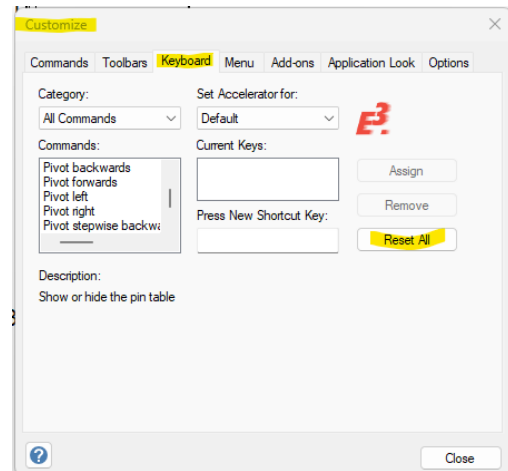 Customize
Commands Toolbars Keyboard Menu Add-ons Application Look Options
Category: Set Accelerator for:
All Commands Default
E³.
Commands: Current Keys:
Pivot backwards
Pivot forwards
Pivot left
Pivot right
Pivot stepwise backwa
Assign
Remove
Press New Shortcut Key:
Reset All
Description:
Show or hide the pin table
?
Close